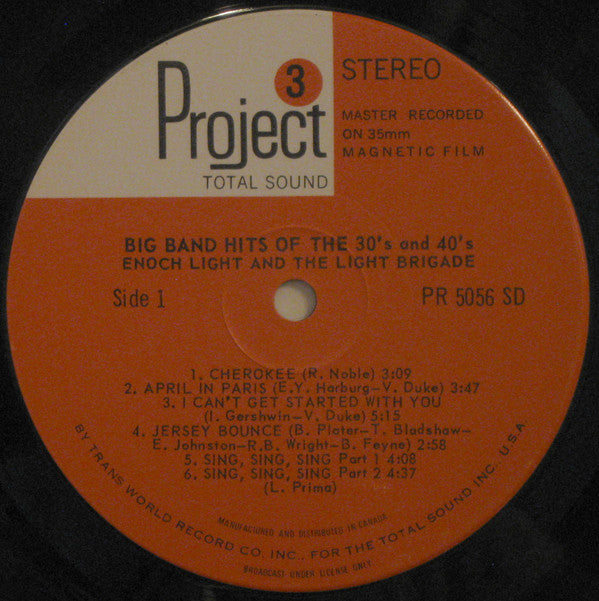 3
Project
TOTAL SOUND
STEREO
MASTER RECORDED
ON 35mm
MAGNETIC FILM
BIG BAND HITS OF THE 30's and 40's
ENOCH LIGHT AND THE LIGHT BRIGADE
Side 1
PR 5056 SD
1. CHEROKEE (R. Noble) 3:09
2. APRIL IN PARIS (E.Y. Harburg-V. Duke) 3:47
3. I CAN'T GET STARTED WITH YOU
(I. Gershwin-V. Duke) 5:15
4. JERSEY BOUNCE (B. Plater-T. Bladshaw-
E. Johnston-R.B. Wright-B. Feyne) 2:58
5. SING, SING, SING Part 1 4:08
6. SING, SING, SING Part 2 4:37
(L. Prima)
MANUFACTURED AND DISTRIBUTED IN CANADA
BY TRANS WORLD RECORD CO. INC., FOR THE TOTAL SOUND INC. U.S.A.
BROADCAST UNDER LICENSE ONLY.